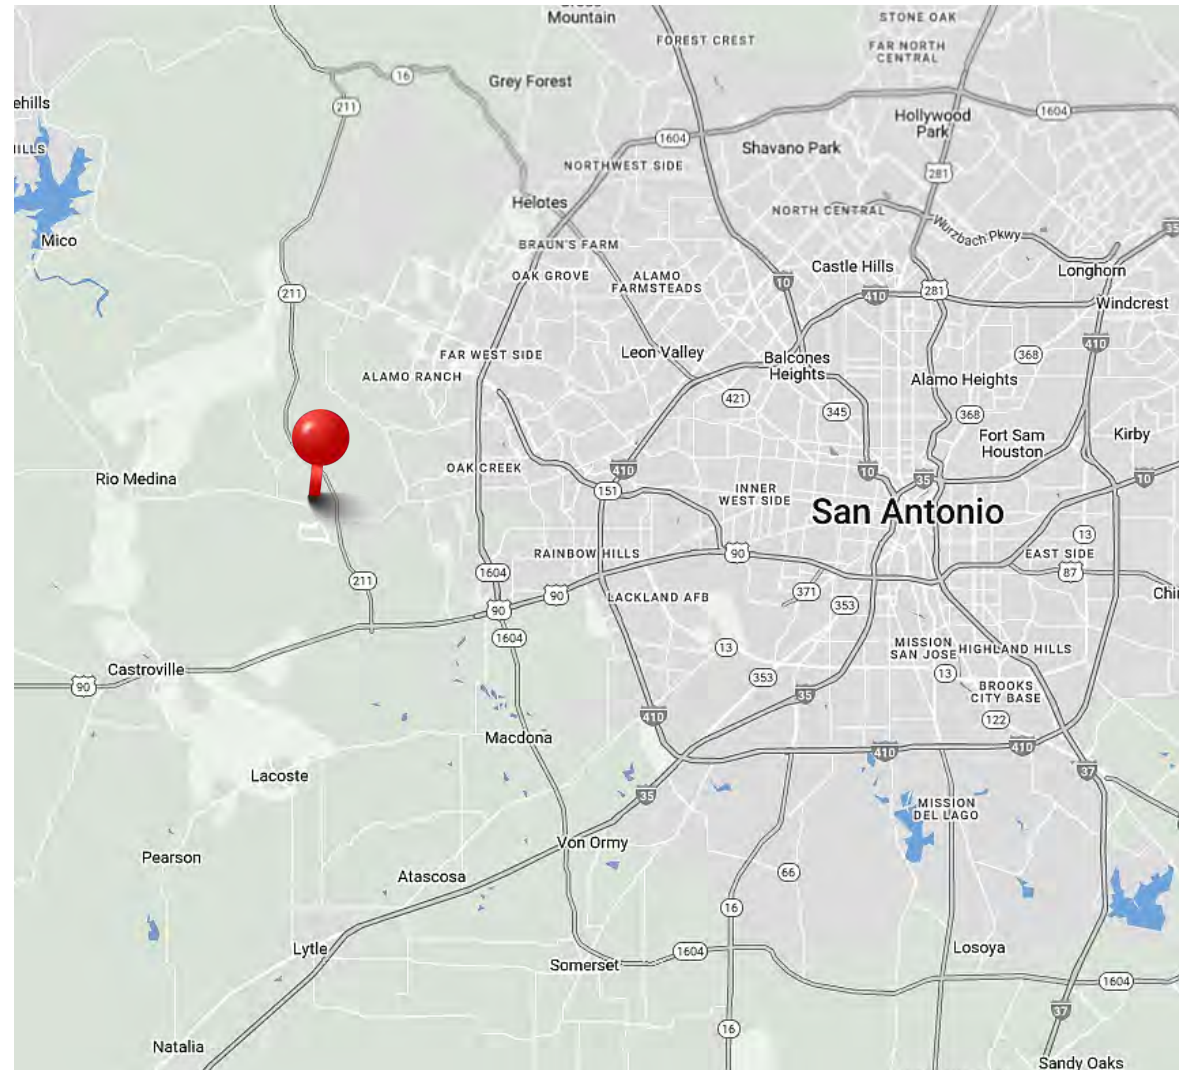 Mountain
STONE OAK
FOREST CREST
FAR NORTH
CENTRAL
16
Grey Forest
ehills
211
Hollywood
Park
1604
1604
ILLS
Shavano Park
NORTHWEST SIDE
281
Helotes
NORTH CENTRAL
Wurzbach Pkwy
35
Mico
BRAUN'S FARM
Castle Hills
Longhorn
OAK GROVE
ALAMO
FARMSTEADS
10
211
410
281
Windcrest
410
FAR WEST SIDE
Leon Valley
Balcones
Heights
368
ALAMO RANCH
Alamo Heights
421
345
368
Fort Sam
Houston
Kirby
OAK CREEK
410
10
35
10
Rio Medina
151
INNER
WEST SIDE
San Antonio
13
RAINBOW HILLS
90
EAST SIDE
87
1604
211
90
371
353
Chi
LACKLAND AFB
90
1604
13
MISSION
SAN JOSE
HIGHLAND HILLS
Castroville
353
13
90
35
BROOKS
CITY BASE
410
122
Macdona
410
410
Lacoste
37
35
MISSION
DEL LAGO
Von Ormy
Pearson
66
Atascosa
16
Lytle
1604
Losoya
Somerset
1604
37
16
Natalia
Sandy Oaks